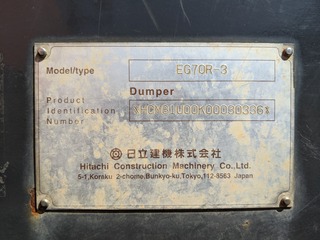 Model/type EG70R-3
Dumper
Product
Identification
Number
日立建機株式会社
Hitachi Construction Machinery Co.,Ltd.
5-1,Koraku 2-chome,Bunkyo-ku,Tokyo,112-8563 Japan